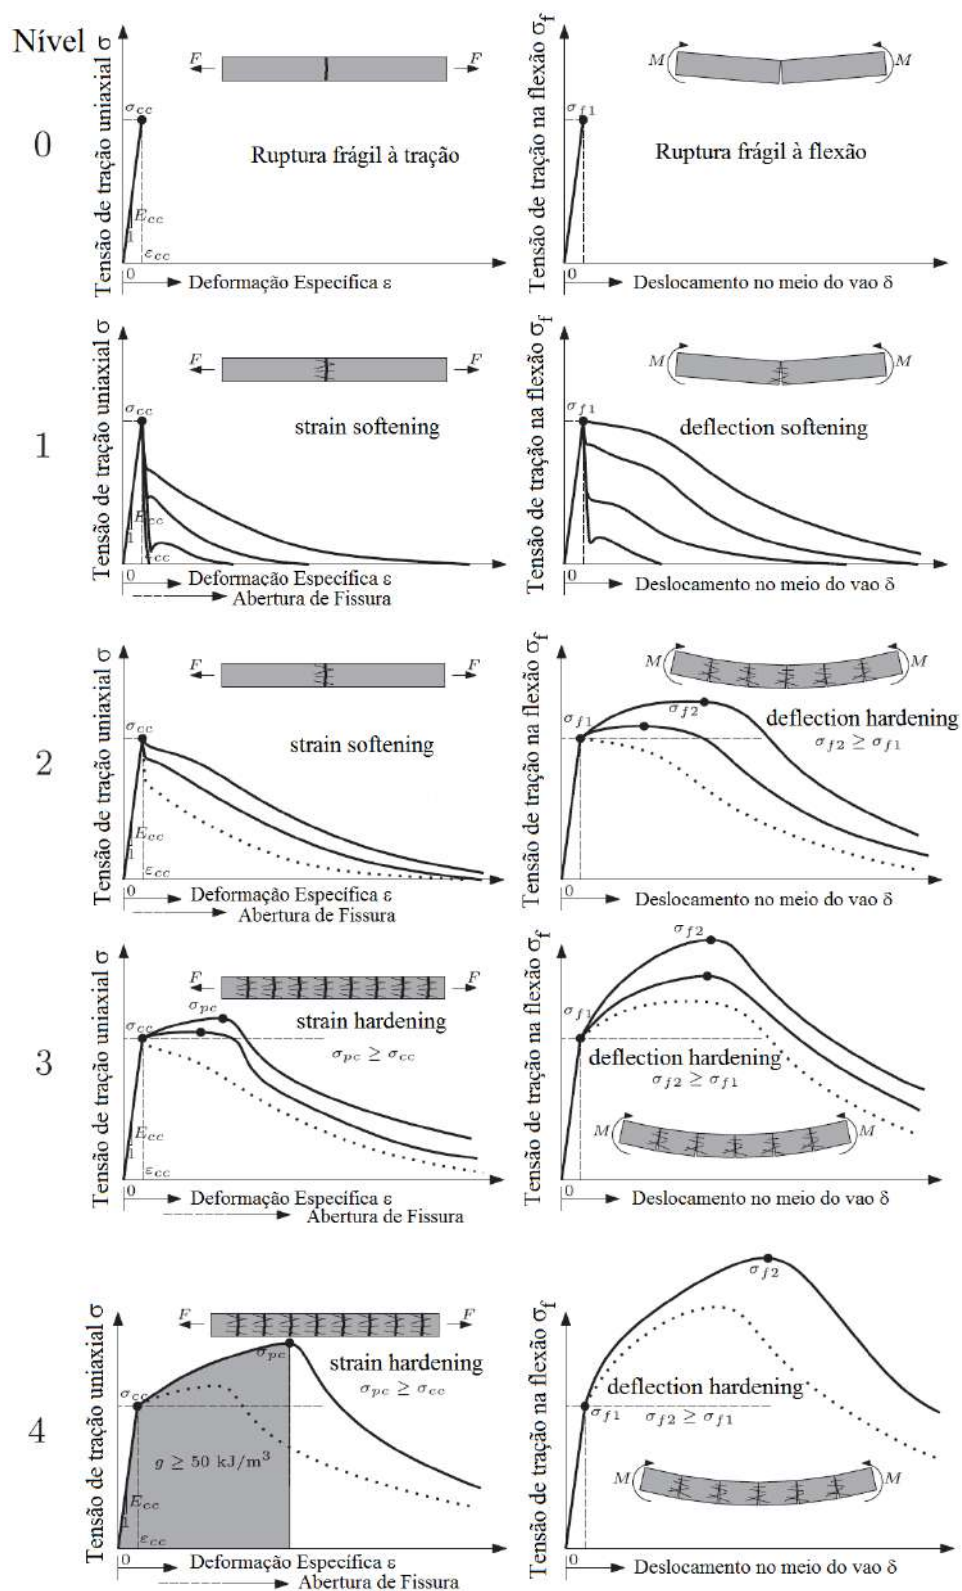 Nível
0
Tensão de tração uniaxial σ
F
F
σcc
Ruptura frágil à tração
Ecc
1
εcc
0
Deformação Específica ε
Tensão de tração na flexão σf
M
M
σf1
Ruptura frágil à flexão
0
Deslocamento no meio do vao δ
1
Tensão de tração uniaxial σ
F
F
σcc
strain softening
Ecc
1
εcc
0
Deformação Específica ε
Abertura de Fissura
Tensão de tração na flexão σf
M
M
σf1
deflection softening
0
Deslocamento no meio do vao δ
2
Tensão de tração uniaxial σ
F
F
σcc
strain softening
Ecc
1
εcc
0
Deformação Específica ε
Abertura de Fissura
Tensão de tração na flexão σf
M
M
σf1
σf2
deflection hardening
σf2 ≥ σf1
0
Deslocamento no meio do vao δ
3
Tensão de tração uniaxial σ
F
F
σpc
strain hardening
σcc
σpc ≥ σcc
Ecc
1
εcc
0
Deformação Específica ε
Abertura de Fissura
Tensão de tração na flexão σf
σf2
σf1
deflection hardening
σf2 ≥ σf1
M
M
0
Deslocamento no meio do vao δ
4
Tensão de tração uniaxial σ
F
F
σpc
strain hardening
σpc ≥ σcc
σcc
g ≥ 50 kJ/m³
Ecc
1
εcc
0
Deformação Específica ε
Abertura de Fissura
Tensão de tração na flexão σf
σf2
deflection hardening
σf1
σf2 ≥ σf1
M
M
0
Deslocamento no meio do vao δ